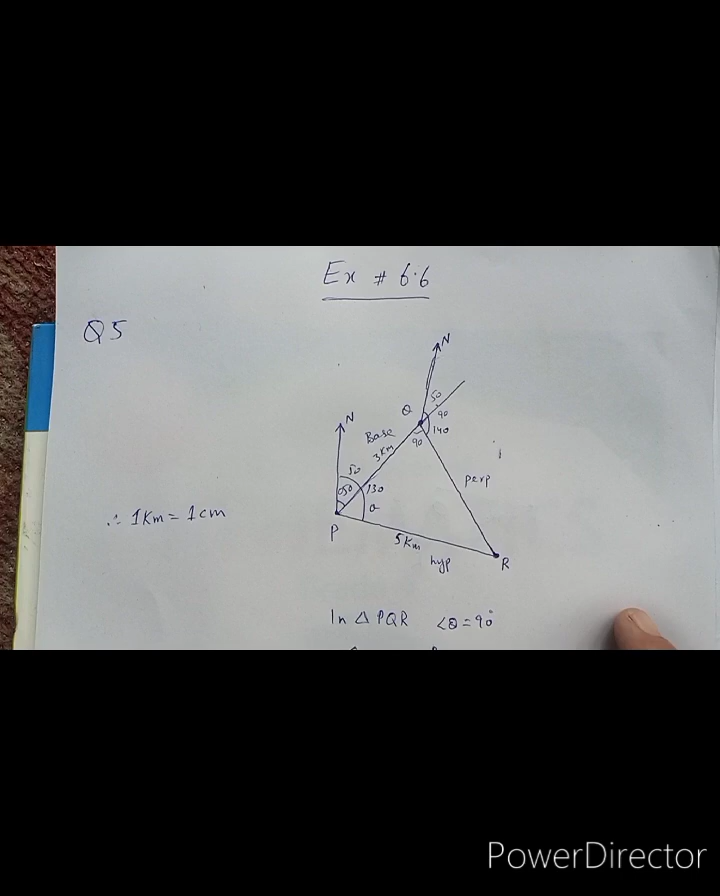 Ex # 6.6
Q5
N
Q
50
90
140
90
Base
3Km
N
50
050
130
θ
perp
P
5Km
hyp
R
∴ 1Km = 1cm
In △ PQR ∠Q = 90°
PowerDirector